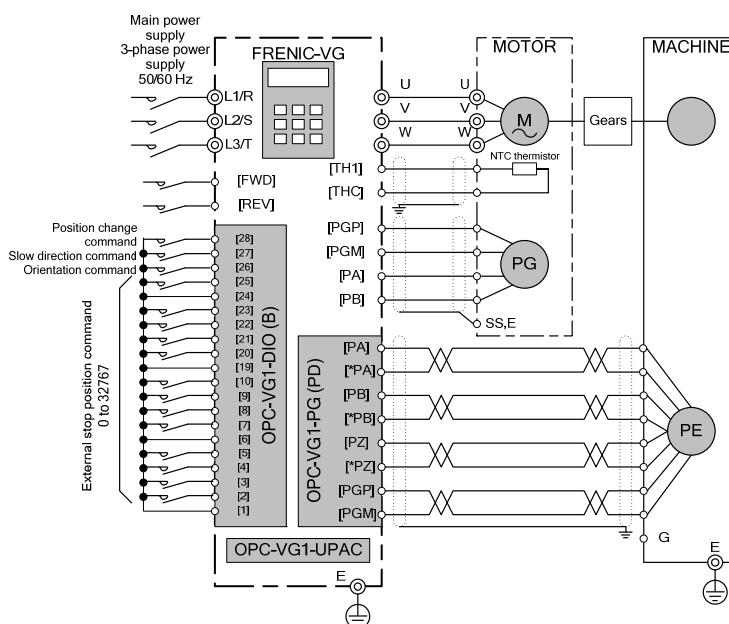 Main power
supply
3-phase power
supply
50/60 Hz
FRENIC-VG
MOTOR
MACHINE
L1/R
L2/S
L3/T
U
V
W
U
V
W
M
Gears
NTC thermistor
[TH1]
[THC]
[FWD]
[REV]
[PGP]
[PGM]
[PA]
[PB]
PG
SS,E
Position change
command
Slow direction command
Orientation command
External stop position command
0 to 32767
[28]
[27]
[26]
[25]
[24]
[23]
[22]
[21]
[20]
[19]
[10]
[9]
[8]
[7]
[6]
[5]
[4]
[3]
[2]
[1]
OPC-VG1-DIO (B)
OPC-VG1-PG (PD)
[PA]
[*PA]
[PB]
[*PB]
[PZ]
[*PZ]
[PGP]
[PGM]
PE
G
E
OPC-VG1-UPAC
E